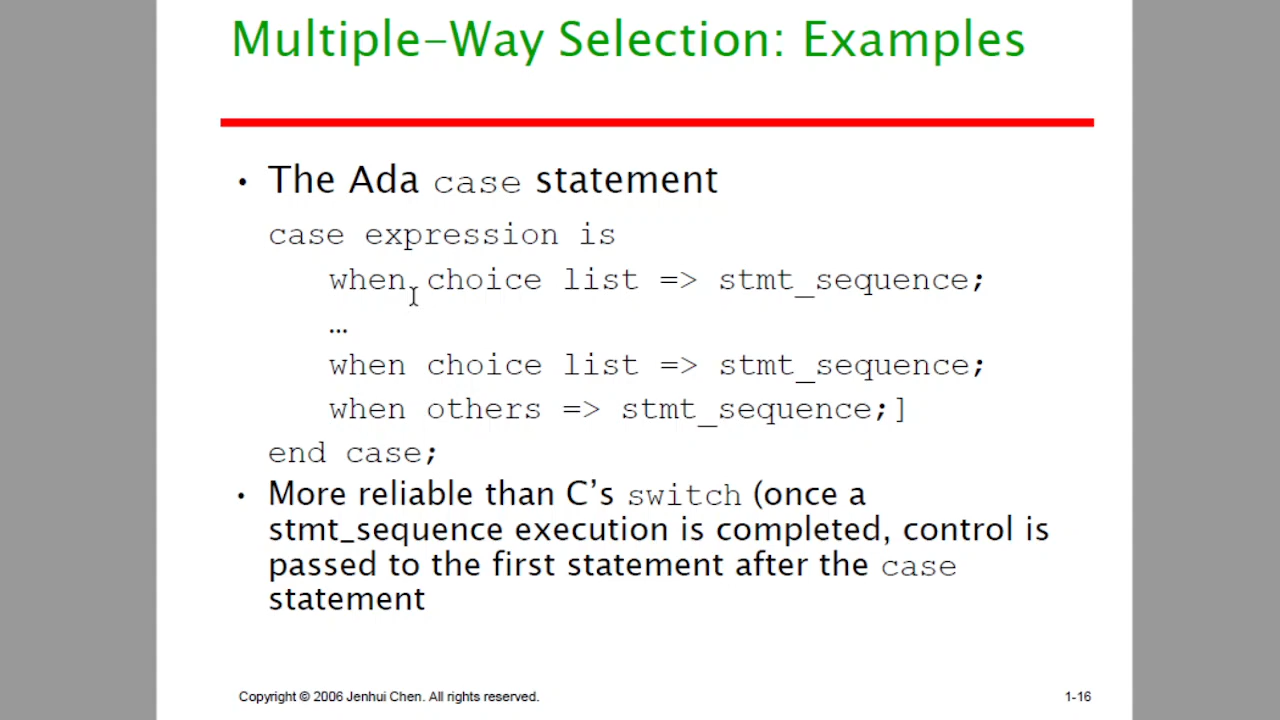 Multiple-Way Selection: Examples
• The Ada case statement
case expression is
when choice list => stmt_sequence;
…
when choice list => stmt_sequence;
when others => stmt_sequence;]
end case;
• More reliable than C’s switch (once a
stmt_sequence execution is completed, control is
passed to the first statement after the case
statement
Copyright © 2006 Jenhui Chen. All rights reserved.
1-16